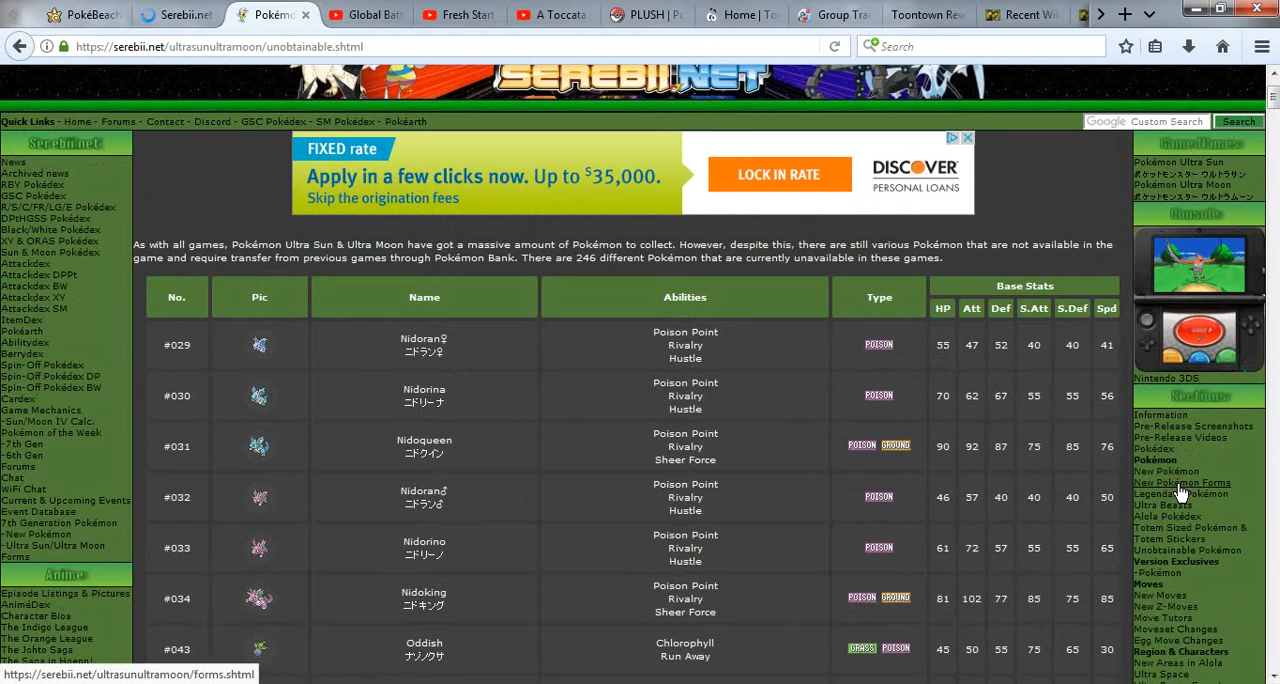 PokéBeach
Serebii.net
Pokémo
Global Batt
Fresh Start
A Toccata
PLUSH | Po
Home | To
Group Trac
Toontown Rew
Recent Wi
https://serebii.net/ultrasunultramoon/unobtainable.shtml
Search
SEREBII.NET
Quick Links - Home - Forums - Contact - Discord - GSC Pokédex - SM Pokédex - Pokéarth
Google Custom Search
Search
Serebii.net
News
Archived news
RBY Pokédex
GSC Pokédex
R/S/C/FR/LG/E Pokédex
DPtHGSS Pokédex
Black/White Pokédex
XY & ORAS Pokédex
Sun & Moon Pokédex
Attackdex
Attackdex DPPt
Attackdex BW
Attackdex XY
Attackdex SM
ItemDex
Pokéarth
Abilitydex
Berrydex
Spin-Off Pokédex
Spin-Off Pokédex DP
Spin-Off Pokédex BW
Cardex
Game Mechanics
-Sun/Moon IV Calc.
Pokémon of the Week
-7th Gen
-6th Gen
Forums
Chat
WiFi Chat
Current & Upcoming Events
Event Database
7th Generation Pokémon
-New Pokémon
-Ultra Sun/Ultra Moon
Forms
Anime
Episode Listings & Pictures
AniméDex
Character Bios
The Indigo League
The Orange League
The Johto Saga
The Saga in Hoenn!
FIXED rate
Apply in a few clicks now. Up to $35,000.
Skip the origination fees
LOCK IN RATE
DISCOVER
PERSONAL LOANS
As with all games, Pokémon Ultra Sun & Ultra Moon have got a massive amount of Pokémon to collect. However, despite this, there are still various Pokémon that are not available in the
game and require transfer from previous games through Pokémon Bank. There are 246 different Pokémon that are currently unavailable in these games.
No. Pic Name Abilities Type Base Stats
HP Att Def S.Att S.Def Spd
#029 Nidoran♀ ニドラン♀ Poison Point Rivalry Hustle POISON 55 47 52 40 40 41
#030 Nidorina ニドリーナ Poison Point Rivalry Hustle POISON 70 62 67 55 55 56
#031 Nidoqueen ニドクイン Poison Point Rivalry Sheer Force POISON GROUND 90 92 87 75 85 76
#032 Nidoran♂ ニドラン♂ Poison Point Rivalry Hustle POISON 46 57 40 40 40 50
#033 Nidorino ニドリーノ Poison Point Rivalry Hustle POISON 61 72 57 55 55 65
#034 Nidoking ニドキング Poison Point Rivalry Sheer Force POISON GROUND 81 102 77 85 75 85
#043 Oddish ナゾノクサ Chlorophyll Run Away GRASS POISON 45 50 55 75 65 30
Game Names:
Pokémon Ultra Sun
ポケットモンスター ウルトラサン
Pokémon Ultra Moon
ポケットモンスター ウルトラムーン
Console:
Nintendo 3DS
Sections:
Information
Pre-Release Screenshots
Pre-Release Videos
Pokédex
Pokémon
New Pokémon
New Pokémon Forms
Legenda Pokémon
Ultra Beasts
Alola Pokédex
Totem Sized Pokémon &
Totem Stickers
Unobtainable Pokémon
Version Exclusives
-Pokémon
Moves
New Moves
New Z-Moves
Move Tutors
Moveset Changes
Egg Move Changes
Region & Characters
New Areas in Alola
Ultra Space
https://serebii.net/ultrasunultramoon/forms.shtml